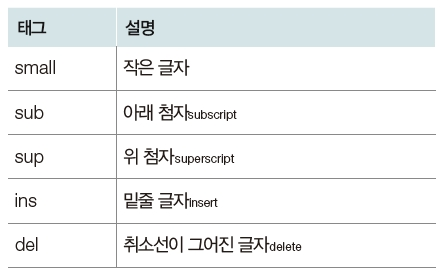 태그 설명
small 작은 글자
sub 아래 첨자subscript
sup 위 첨자superscript
ins 밑줄 글자insert
del 취소선이 그어진 글자delete